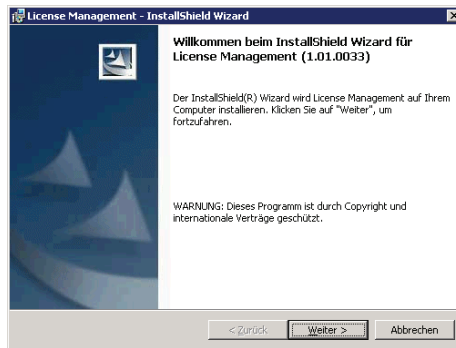 License Management - InstallShield Wizard
Willkommen beim InstallShield Wizard für
License Management (1.01.0033)
Der InstallShield(R) Wizard wird License Management auf Ihrem
Computer installieren. Klicken Sie auf "Weiter", um
fortzufahren.
WARNUNG: Dieses Programm ist durch Copyright und
internationale Verträge geschützt.
< Zurück
Weiter >
Abbrechen